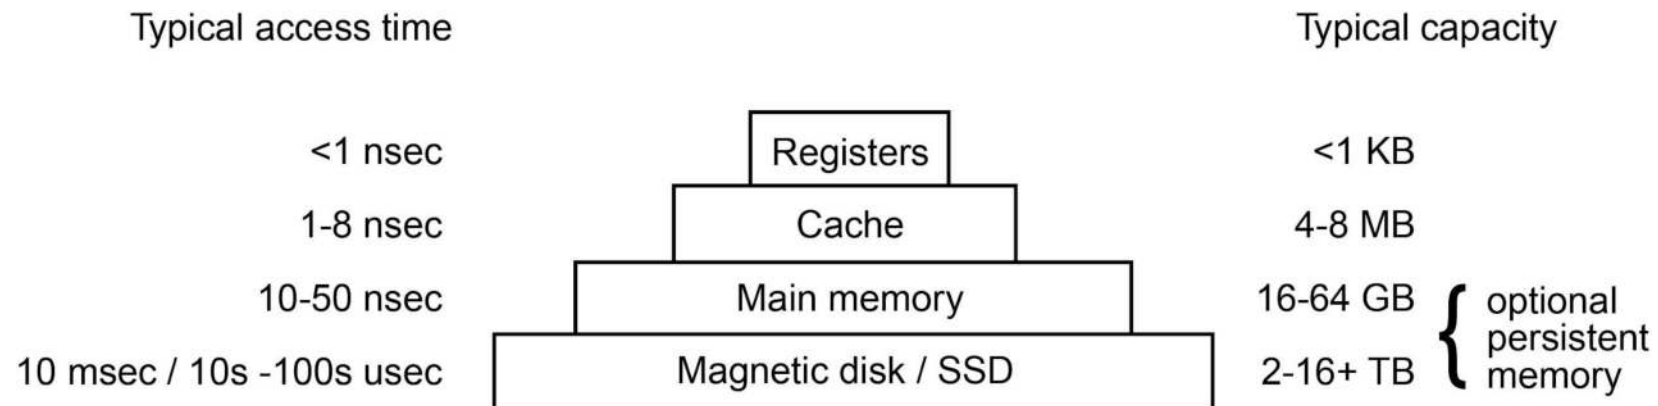 Typical access time Typical capacity
<1 nsec Registers <1 KB
1-8 nsec Cache 4-8 MB
10-50 nsec Main memory 16-64 GB { optional
persistent
10 msec / 10s -100s usec Magnetic disk / SSD 2-16+ TB memory